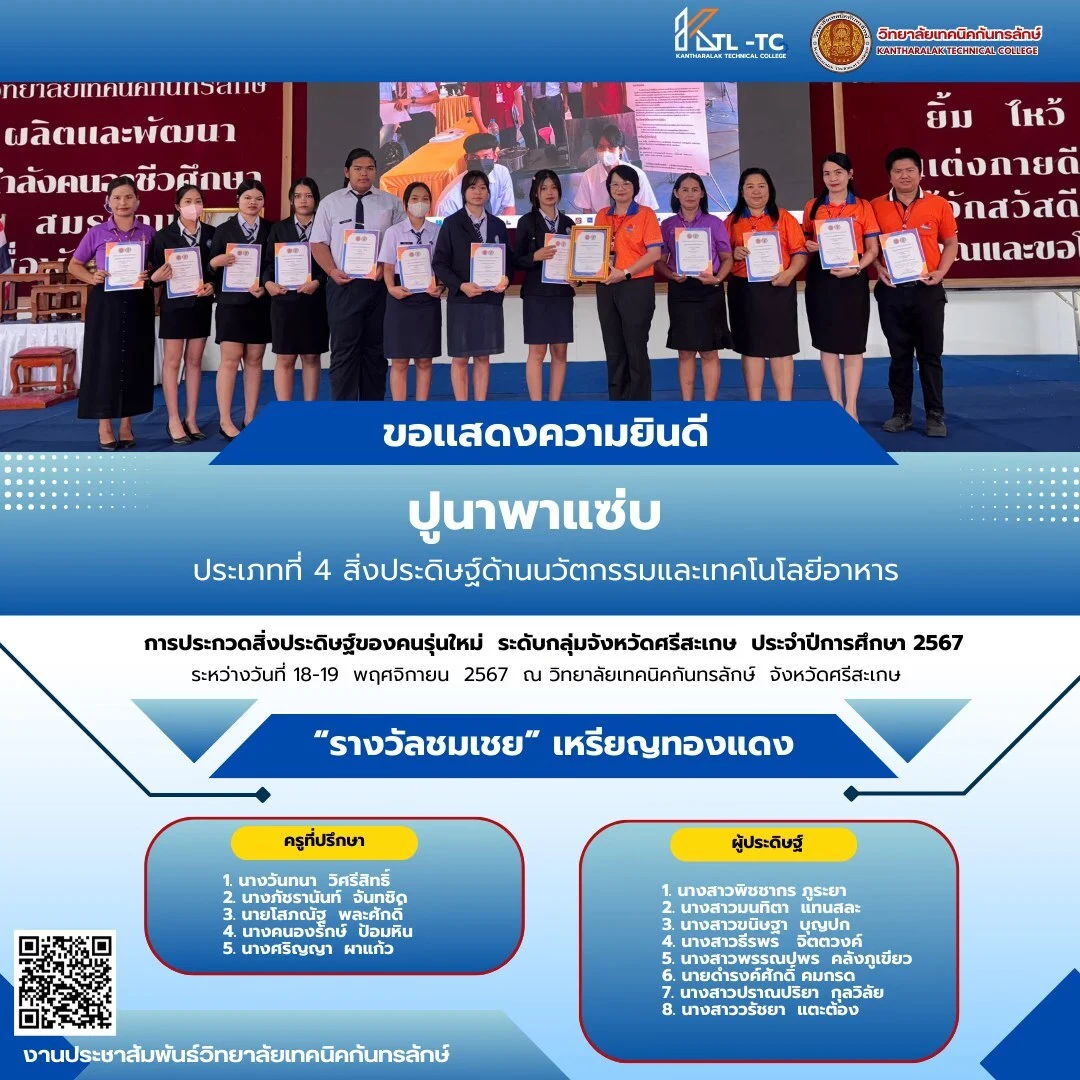 KTL -TC
KANTHARALAK TECHNICAL COLLEGE
วิทยาลัยเทคนิคกันทรลักษ์
KANTHARALAK TECHNICAL COLLEGE
ผลิตและพัฒนา
ยิ้ม ไหว้
แต่งกายดี
ขอแสดงความยินดี
ปูนาพาแซ่บ
ประเภทที่ 4 สิ่งประดิษฐ์ด้านนวัตกรรมและเทคโนโลยีอาหาร
การประกวดสิ่งประดิษฐ์ของคนรุ่นใหม่ ระดับกลุ่มจังหวัดศรีสะเกษ ประจำปีการศึกษา 2567
ระหว่างวันที่ 18-19 พฤศจิกายน 2567 ณ วิทยาลัยเทคนิคกันทรลักษ์ จังหวัดศรีสะเกษ
“รางวัลชมเชย” เหรียญทองแดง
ครูที่ปรึกษา
1. นางวันทนา วิศรีสิทธิ์
2. นางภัชรานันท์ จันทชิด
3. นายโสภณัฐ พละศักดิ์
4. นางคนองรักษ์ ป้อมหิน
5. นางศริญญา ผาแก้ว
ผู้ประดิษฐ์
1. นางสาวพิชชากร ภูระยา
2. นางสาวมนทิตา แทนสละ
3. นางสาวขนิษฐา บุญปก
4. นางสาวธีรพร จิตตวงค์
5. นางสาวพรรณปพร คลังภูเขียว
6. นายดำรงค์ศักดิ์ คมกรด
7. นางสาวปราณปริยา กุลวิลัย
8. นางสาววรัชยา แตะต้อง
งานประชาสัมพันธ์วิทยาลัยเทคนิคกันทรลักษ์